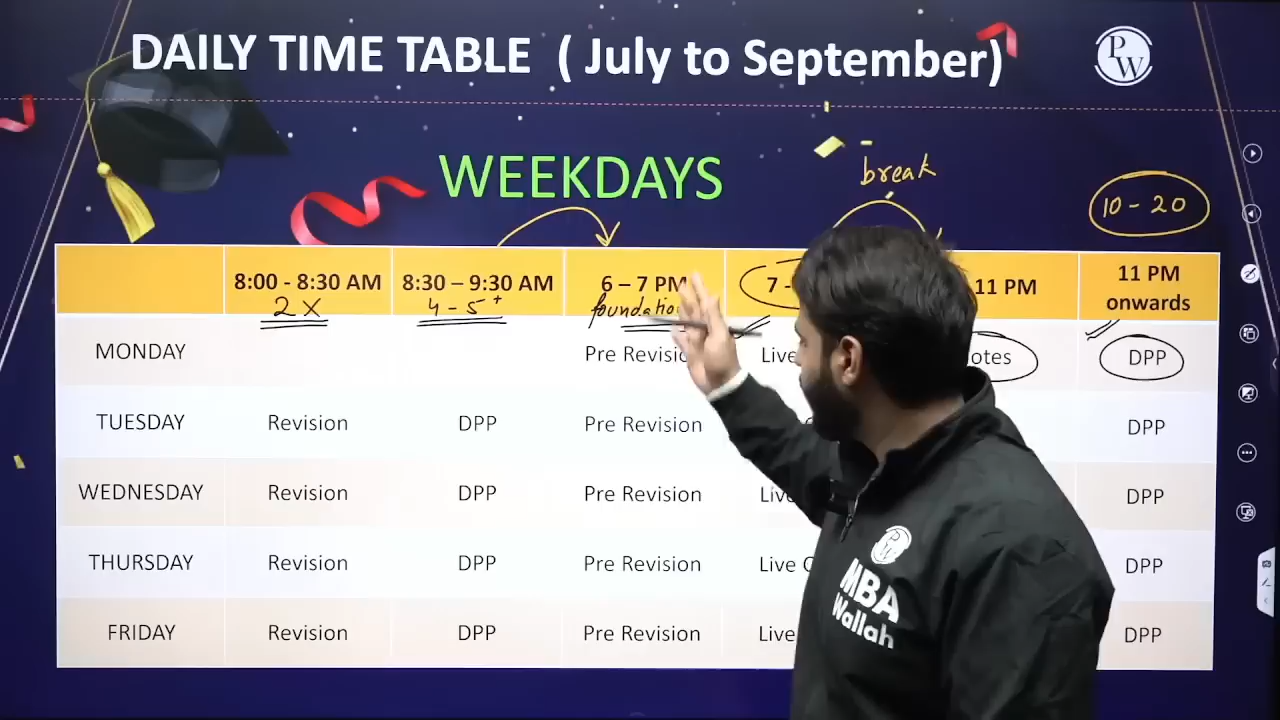 DAILY TIME TABLE ( July to September)
PW
WEEKDAYS
break
10 - 20
8:00 - 8:30 AM
8:30 – 9:30 AM
6 – 7 PM
7 -
11 PM
11 PM
onwards
2 X
4 - 5+
foundation
MONDAY
Pre Revision
Live
otes
DPP
TUESDAY
Revision
DPP
Pre Revision
DPP
WEDNESDAY
Revision
DPP
Pre Revision
Live
DPP
THURSDAY
Revision
DPP
Pre Revision
Live C
DPP
FRIDAY
Revision
DPP
Pre Revision
Live
DPP
MBA
Wallah